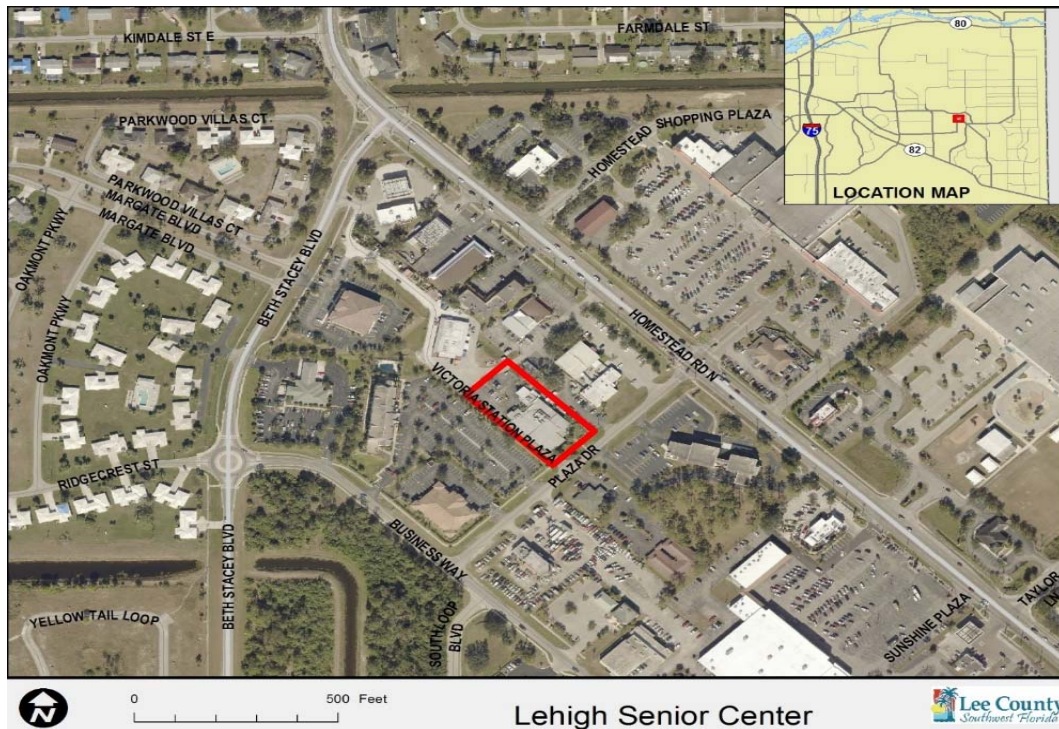 KIMDALE ST E
FARMDALE ST
80
PARKWOOD VILLAS CT
HOMESTEAD SHOPPING PLAZA
75
82
LOCATION MAP
PARKWOOD VILLAS CT
MARGATE BLVD
MARGATE BLVD
OAKMONT PKWY
OAKMONT PKWY
BETH STACEY BLVD
HOMESTEAD RD N
VICTORIA STATION PLAZA
PLAZA DR
RIDGECREST ST
BUSINESS WAY
BETH STACEY BLVD
SOUTH LOOP
BLVD
YELLOW TAIL LOOP
SUNSHINE PLAZA
TAYLOR
LN
N
0 500 Feet
Lehigh Senior Center
Lee County
Southwest Florida